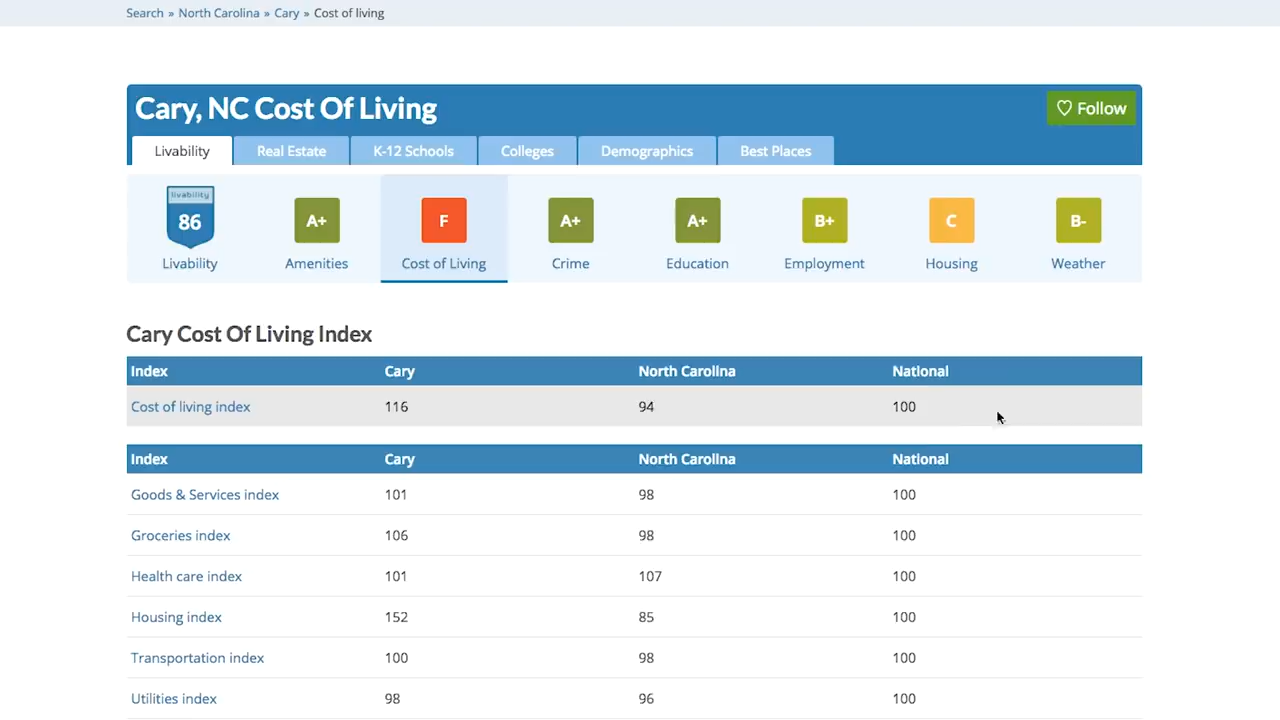 Search » North Carolina » Cary » Cost of living
Cary, NC Cost Of Living
Follow
Livability Real Estate K-12 Schools Colleges Demographics Best Places
livability
86 A+ F A+ A+ B+ C B-
Livability Amenities Cost of Living Crime Education Employment Housing Weather
Cary Cost Of Living Index
Index Cary North Carolina National
Cost of living index 116 94 100
Index Cary North Carolina National
Goods & Services index 101 98 100
Groceries index 106 98 100
Health care index 101 107 100
Housing index 152 85 100
Transportation index 100 98 100
Utilities index 98 96 100